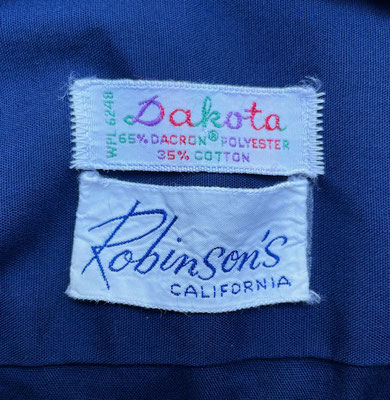 WPL 6248
Dakota
65% DACRON® POLYESTER
35% COTTON
Robinson's
CALIFORNIA